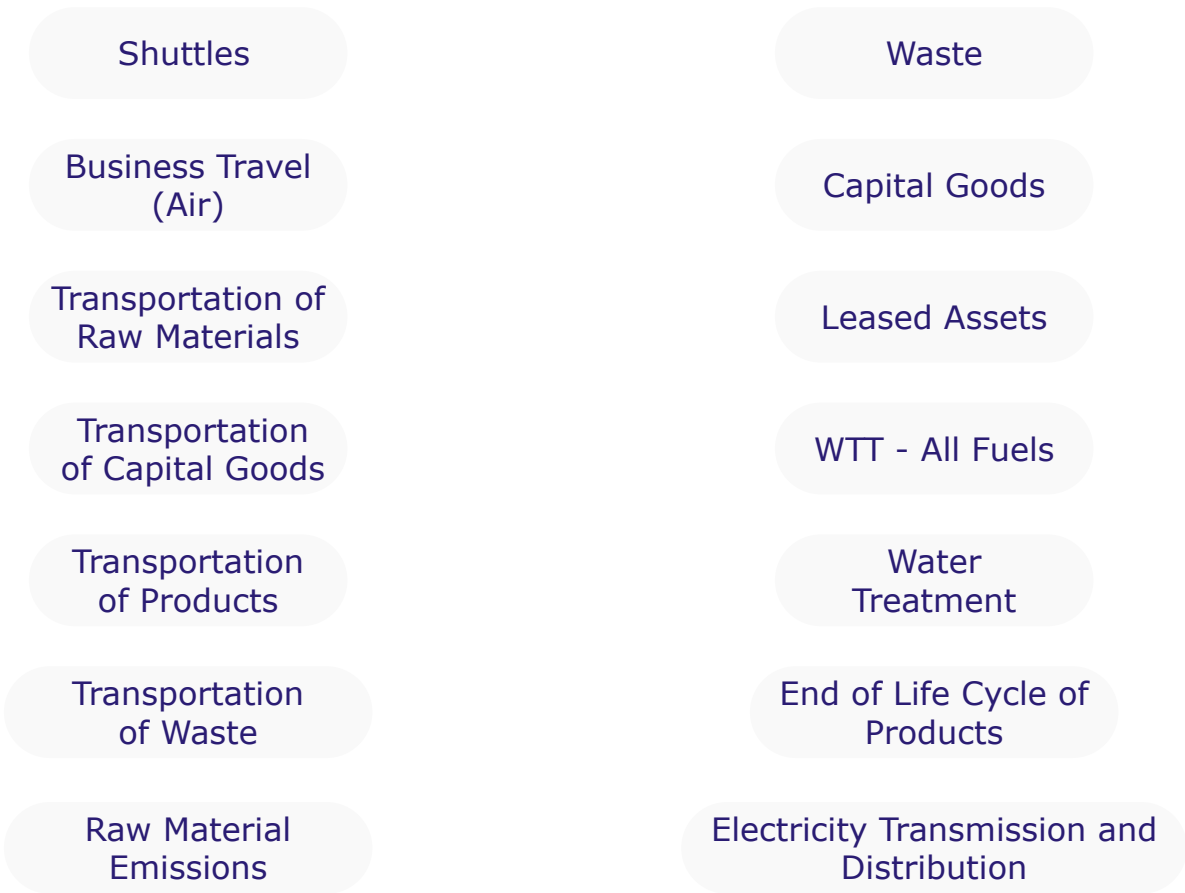 Shuttles
Business Travel
(Air)
Transportation of
Raw Materials
Transportation
of Capital Goods
Transportation
of Products
Transportation
of Waste
Raw Material
Emissions
Waste
Capital Goods
Leased Assets
WTT - All Fuels
Water
Treatment
End of Life Cycle of
Products
Electricity Transmission and
Distribution